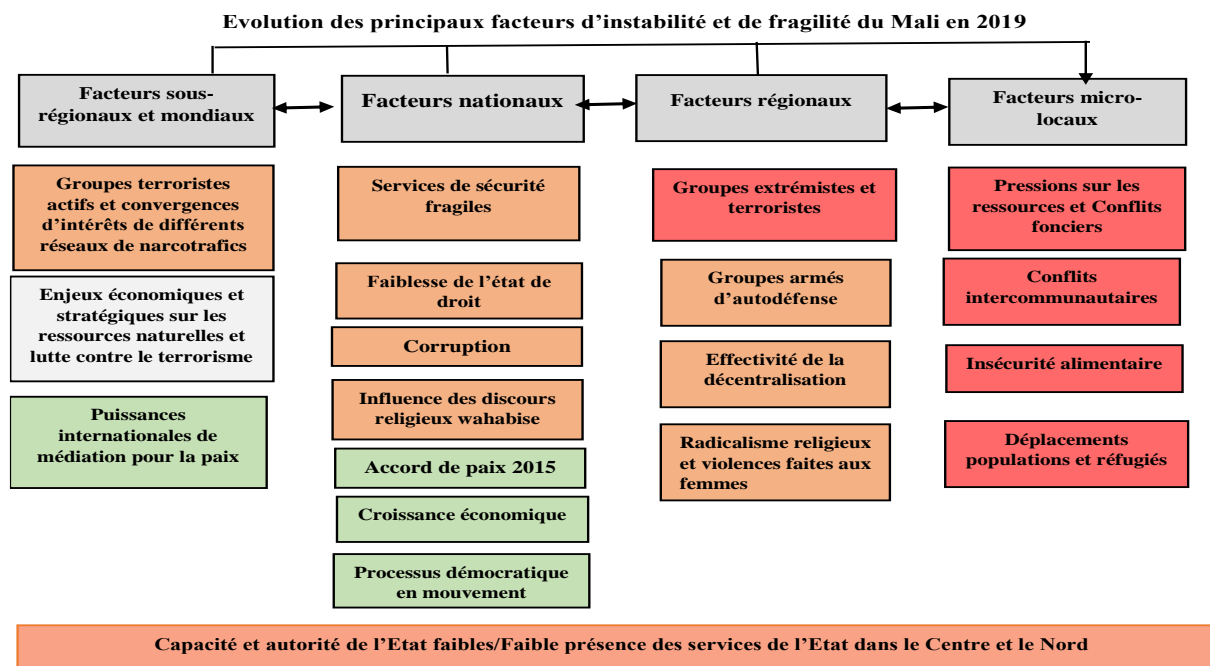 Evolution des principaux facteurs d'instabilité et de fragilité du Mali en 2019
Facteurs sous-
régionaux et mondiaux
Facteurs nationaux
Facteurs régionaux
Facteurs micro-
locaux
Groupes terroristes
actifs et convergences
d'intérêts de différents
réseaux de narcotrafics
Enjeux économiques et
stratégiques sur les
ressources naturelles et
lutte contre le terrorisme
Puissances
internationales de
médiation pour la paix
Services de sécurité
fragiles
Faiblesse de l'état de
droit
Corruption
Influence des discours
religieux wahabise
Accord de paix 2015
Croissance économique
Processus démocratique
en mouvement
Groupes extrémistes et
terroristes
Groupes armés
d'autodéfense
Effectivité de la
décentralisation
Radicalisme religieux
et violences faites aux
femmes
Pressions sur les
ressources et Conflits
fonciers
Conflits
intercommunautaires
Insécurité alimentaire
Déplacements
populations et réfugiés
Capacité et autorité de l'Etat faibles/Faible présence des services de l'Etat dans le Centre et le Nord